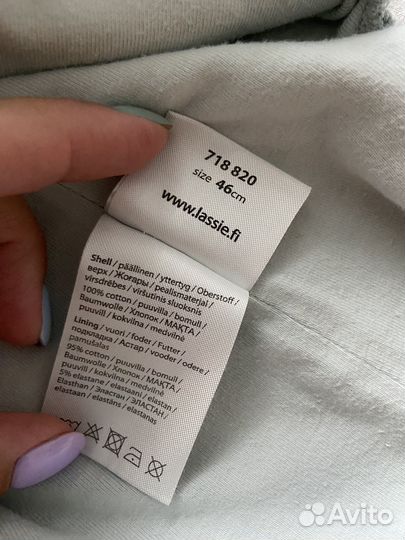 718 820
size 46cm
www.lassie.fi
Shell / päällinen / yttertyg / Oberstoff /
верх / Жоғары / pealismaterjal /
virsdrēbes / viršutinis sluoksnis
100% cotton / puuvilla / bomull /
Baumwolle / Хлопок / МАҚТА /
puuvill / kokvilna / medvilnė
Lining / vuori / foder / Futter /
подкладка / Астар / vooder / odere /
pamušalas
95% cotton / puuvilla / bomull /
Baumwolle / Хлопок / МАҚТА /
puuvill / kokvilna / medvilnė
5% elastane / elastaani / elastan /
Elasthan / Эластан / ЭЛАСТАН /
elastaan / elastāns / elastanas
Avito